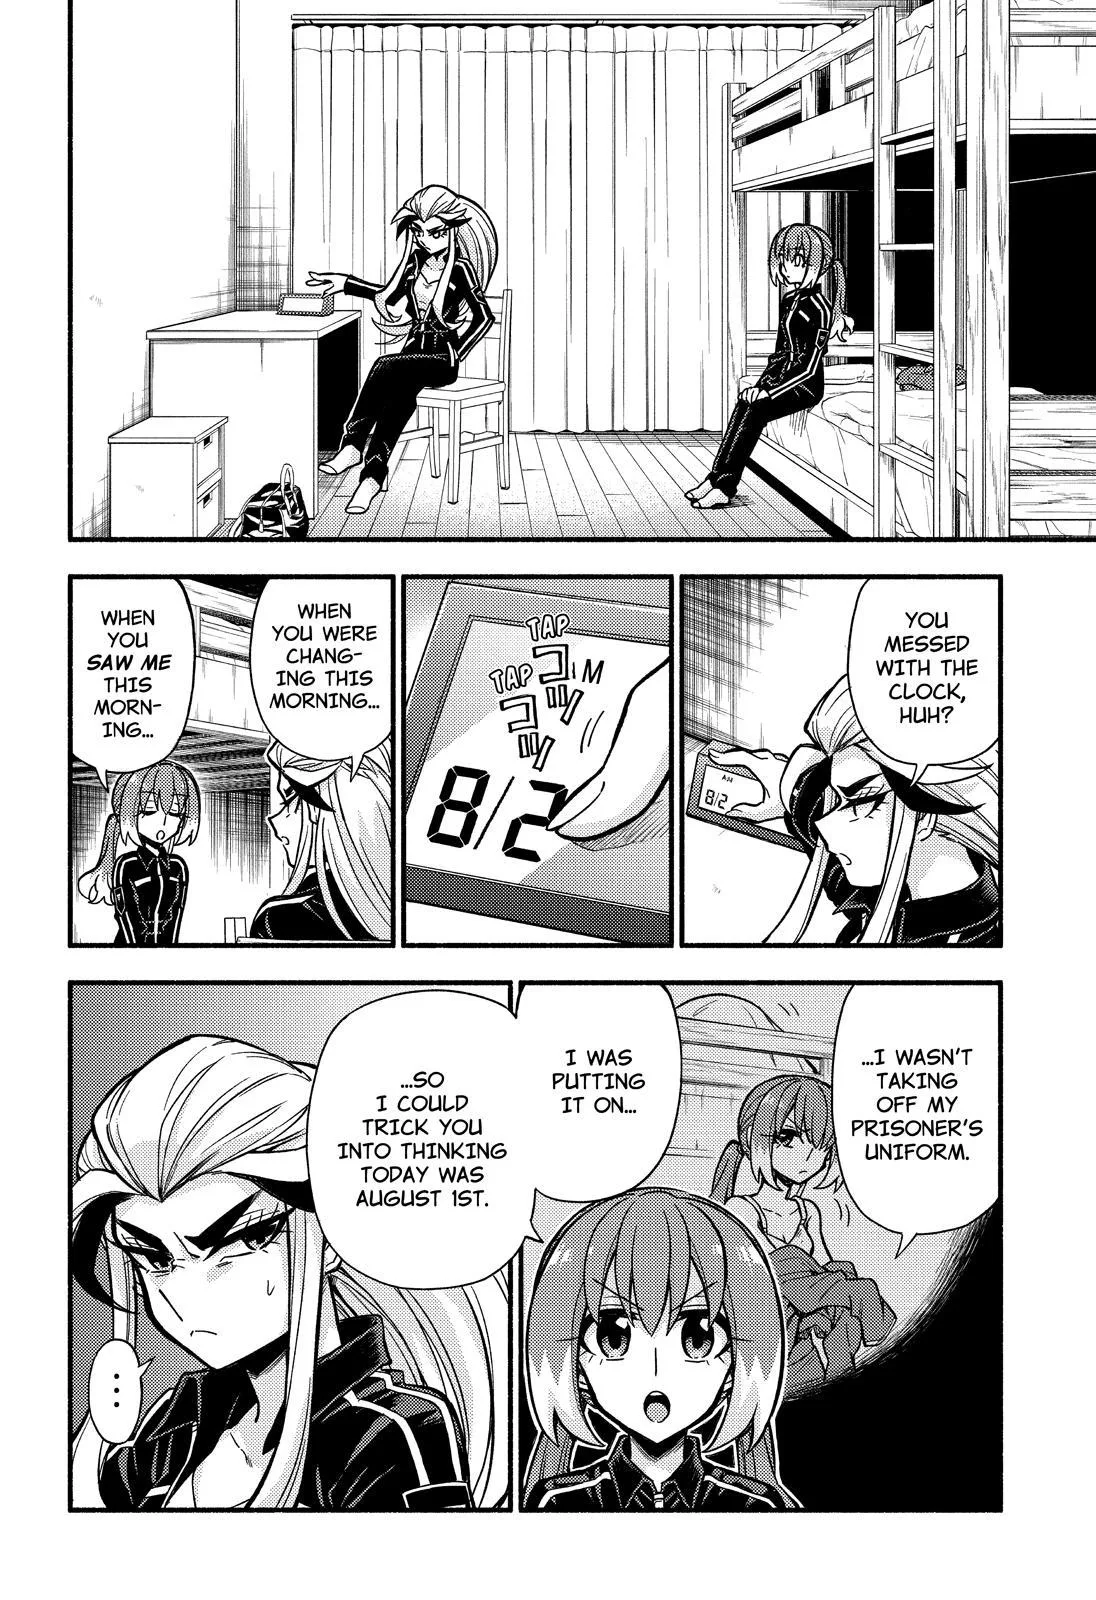 YOU
MESSED
WITH THE
CLOCK,
HUH?
AM
8/2
TAP
TAP
コッ
コッ
M
8/2
WHEN
YOU WERE
CHANG-
ING THIS
MORNING...
WHEN
YOU
SAW ME
THIS
MORN-
ING...
...I WASN'T
TAKING
OFF MY
PRISONER'S
UNIFORM.
I WAS
PUTTING
IT ON...
...SO
I COULD
TRICK YOU
INTO THINKING
TODAY WAS
AUGUST 1ST.
...